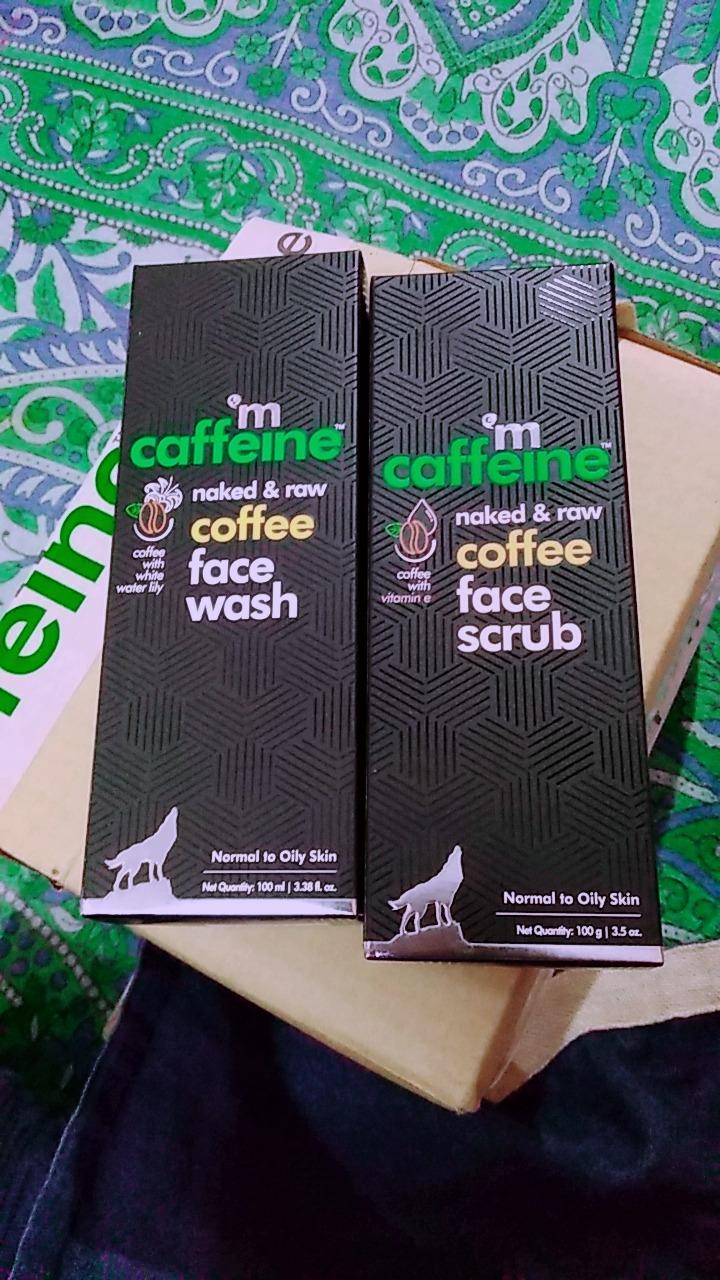 e
eine
'm
caffeine™
naked & raw
coffee
face
wash
coffee
with
white
water lily
Normal to Oily Skin
Net Quantity: 100 ml | 3.38 fl. oz.
'm
caffeine™
naked & raw
coffee
face
scrub
coffee
with
vitamin e
Normal to Oily Skin
Net Quantity: 100 g | 3.5 oz.